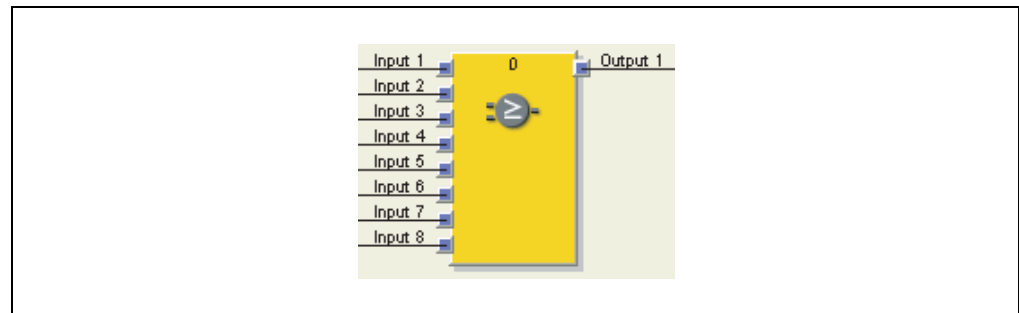 Input 1
0
Output 1
Input 2
Input 3
≥
Input 4
Input 5
Input 6
Input 7
Input 8